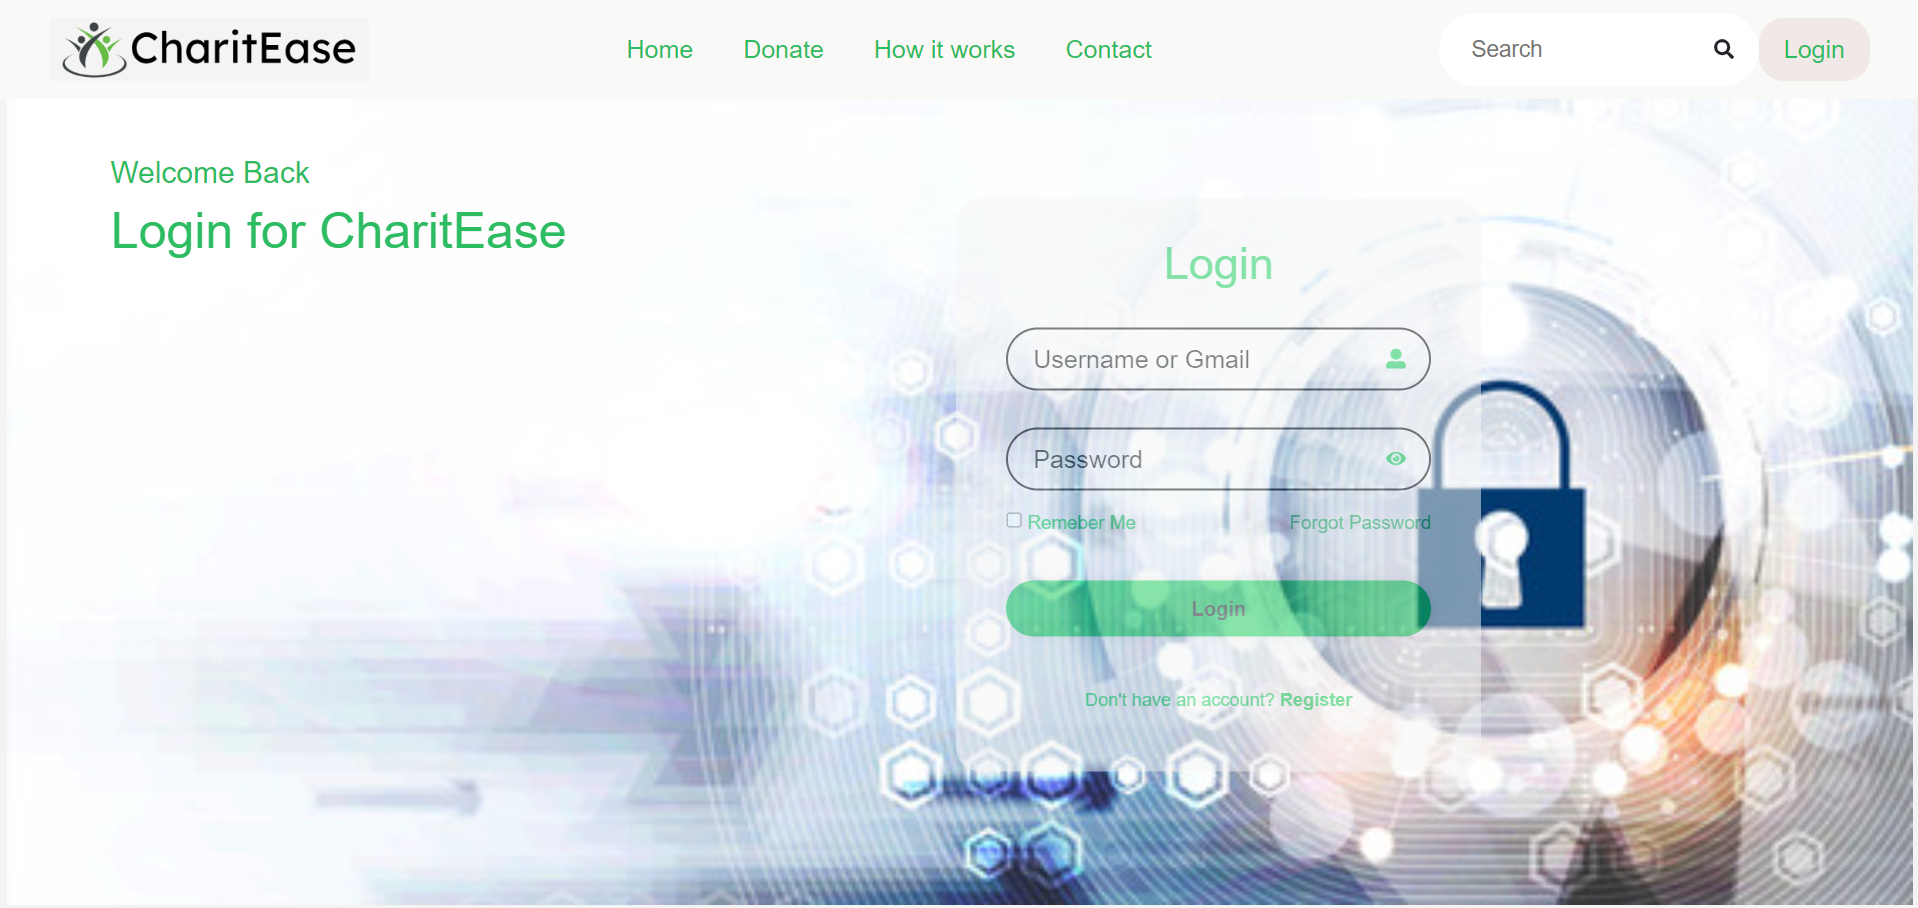 CharitEase
Home Donate How it works Contact
Search
Login
Welcome Back
Login for CharitEase
Login
Username or Gmail
Password
Remeber Me Forgot Password
Login
Don't have an account? Register